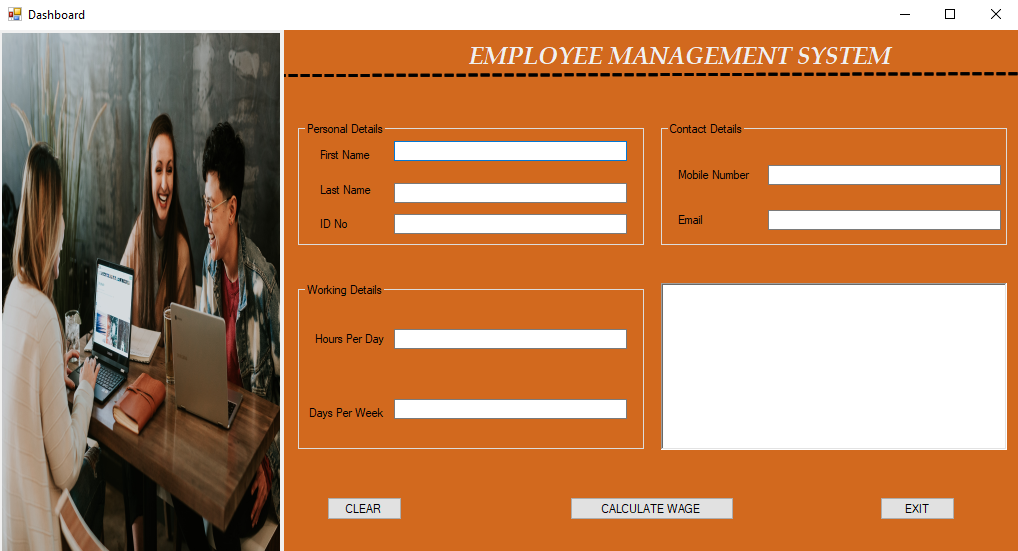 Dashboard
EMPLOYEE MANAGEMENT SYSTEM
Personal Details
First Name
Last Name
ID No
Contact Details
Mobile Number
Email
Working Details
Hours Per Day
Days Per Week
CLEAR
CALCULATE WAGE
EXIT